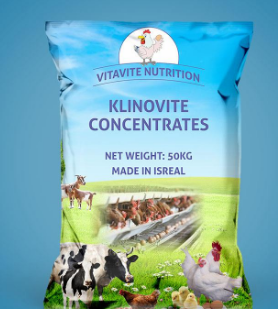 VITAVITE NUTRITION
KLINOVITE
CONCENTRATES
NET WEIGHT: 50KG
MADE IN ISREAL